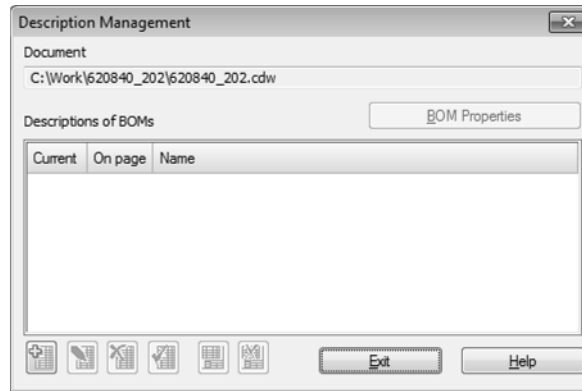 Description Management
Document
C:\Work\620840_202\620840_202.cdw
Descriptions of BOMs
BOM Properties
Current On page Name
Exit Help